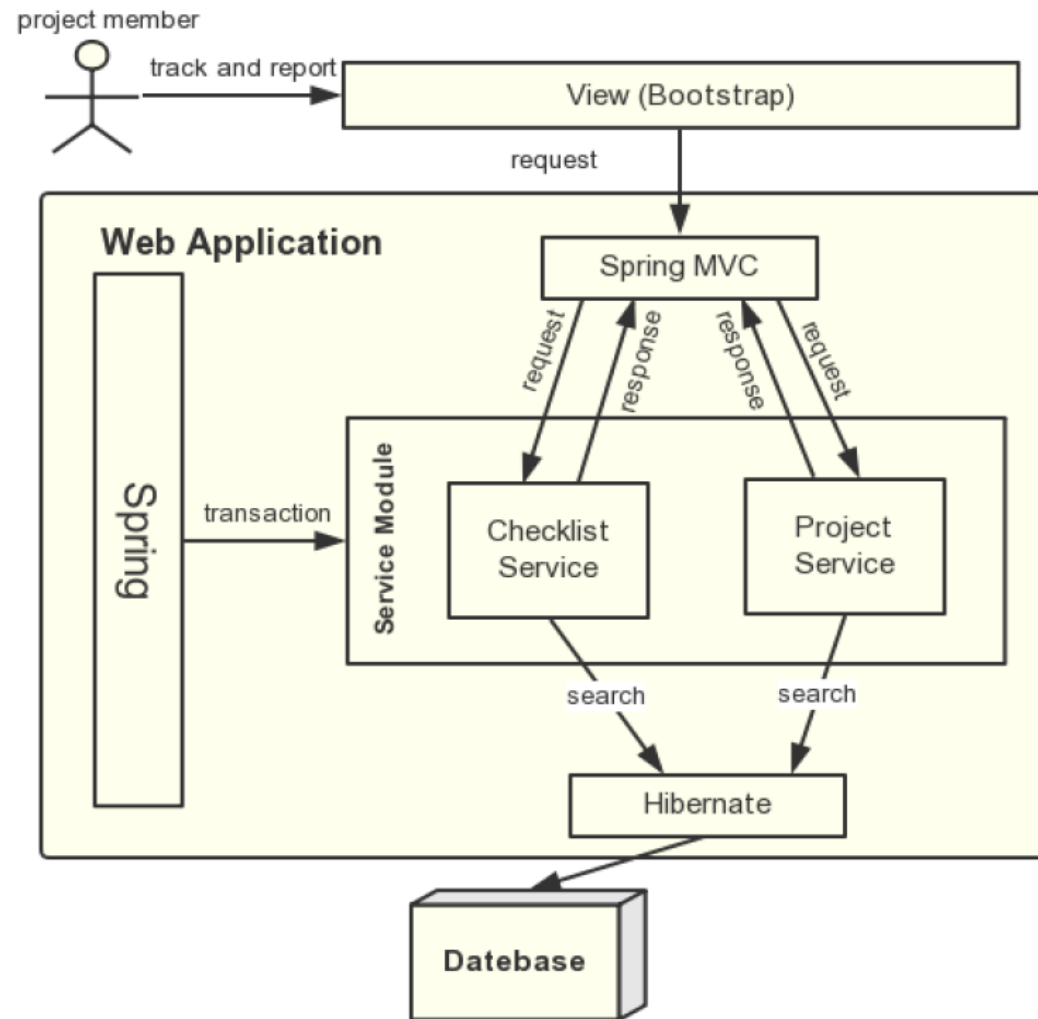 project member
track and report
View (Bootstrap)
request
Web Application
Spring MVC
request
response
response
request
Spring
transaction
Service Module
Checklist
Service
Project
Service
search
search
Hibernate
Datebase